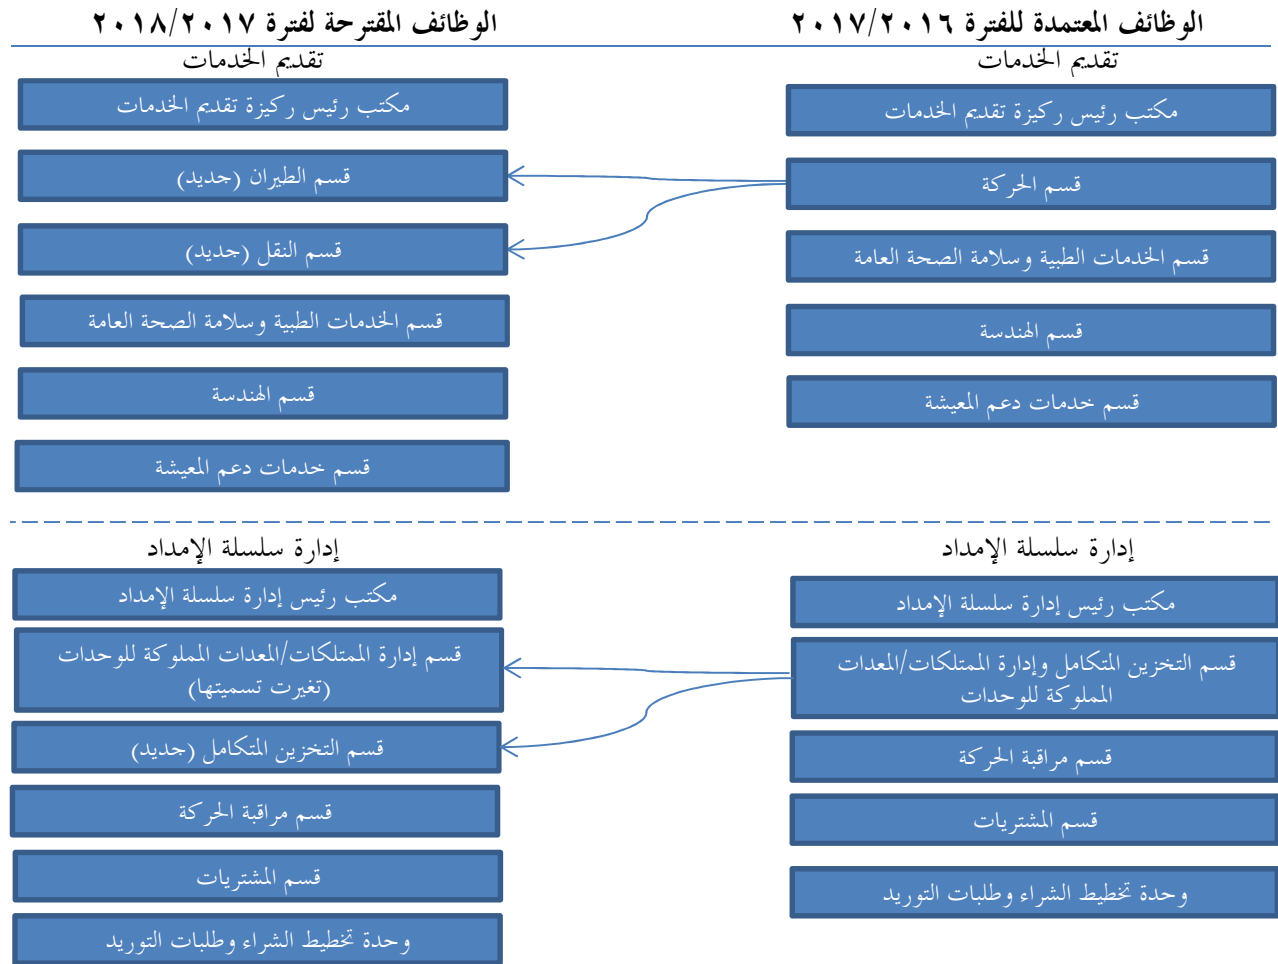 الوظائف المعتمدة للفترة ٢٠١٧/٢٠١٦
الوظائف المقترحة لفترة ٢٠١٨/٢٠١٧
تقديم الخدمات
مكتب رئيس ركيزة تقديم الخدمات
قسم الحركة
قسم الخدمات الطبية وسلامة الصحة العامة
قسم الهندسة
قسم خدمات دعم المعيشة
تقديم الخدمات
مكتب رئيس ركيزة تقديم الخدمات
قسم الطيران (جديد)
قسم النقل (جديد)
قسم الخدمات الطبية وسلامة الصحة العامة
قسم الهندسة
قسم خدمات دعم المعيشة
إدارة سلسلة الإمداد
مكتب رئيس إدارة سلسلة الإمداد
قسم التخزين المتكامل وإدارة الممتلكات/المعدات
المملوكة للوحدات
قسم مراقبة الحركة
قسم المشتريات
وحدة تخطيط الشراء وطلبات التوريد
إدارة سلسلة الإمداد
مكتب رئيس إدارة سلسلة الإمداد
قسم إدارة الممتلكات/المعدات المملوكة للوحدات
(تغيرت تسميتها)
قسم التخزين المتكامل (جديد)
قسم مراقبة الحركة
قسم المشتريات
وحدة تخطيط الشراء وطلبات التوريد